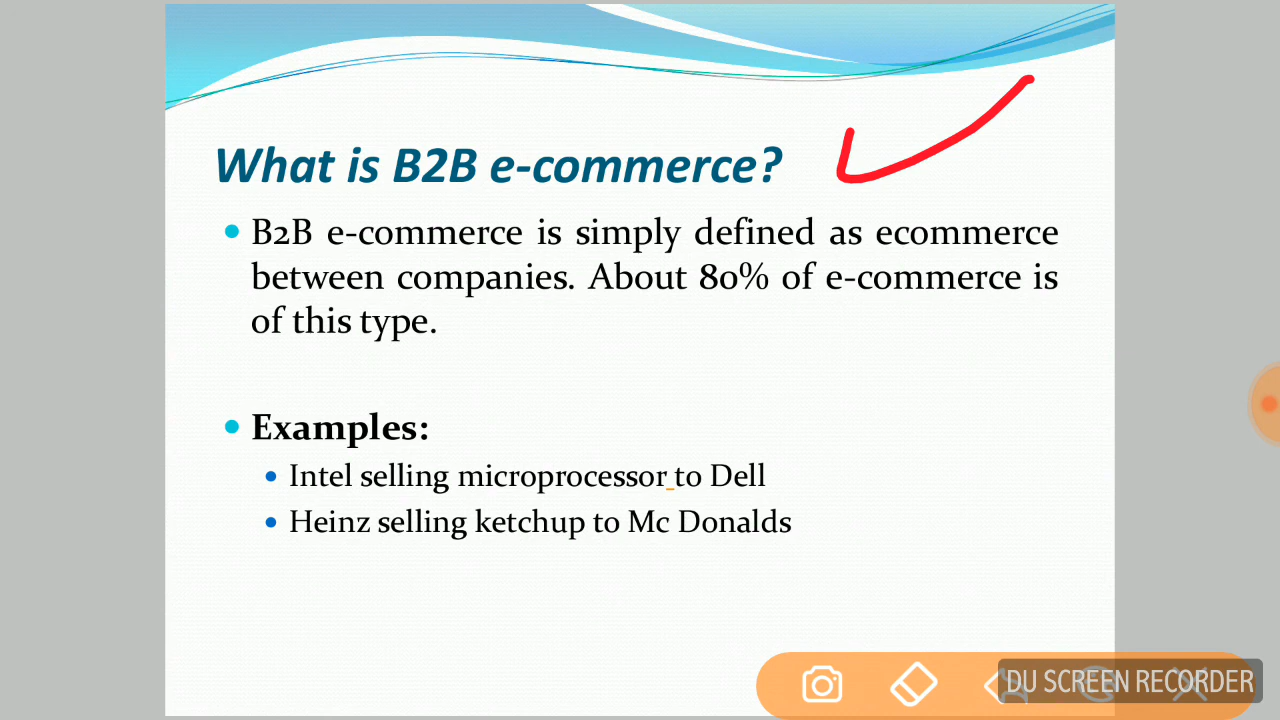 What is B2B e-commerce?
B2B e-commerce is simply defined as ecommerce
between companies. About 80% of e-commerce is
of this type.
Examples:
Intel selling microprocessor to Dell
Heinz selling ketchup to Mc Donalds
DU SCREEN RECORDER